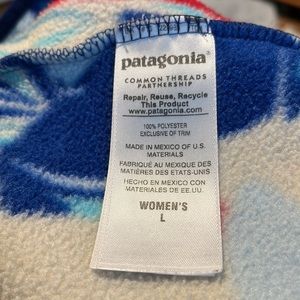 patagonia®
COMMON THREADS
PARTNERSHIP
Repair, Reuse, Recycle
This Product
www.patagonia.com
100% POLYESTER
EXCLUSIVE OF TRIM
MADE IN MEXICO OF U.S.
MATERIALS
FABRIQUÉ AU MEXIQUE DES
MATIÈRES DES ETATS-UNIS
HECHO EN MEXICO CON
MATERIALES DE EE.UU.
WOMEN'S
L